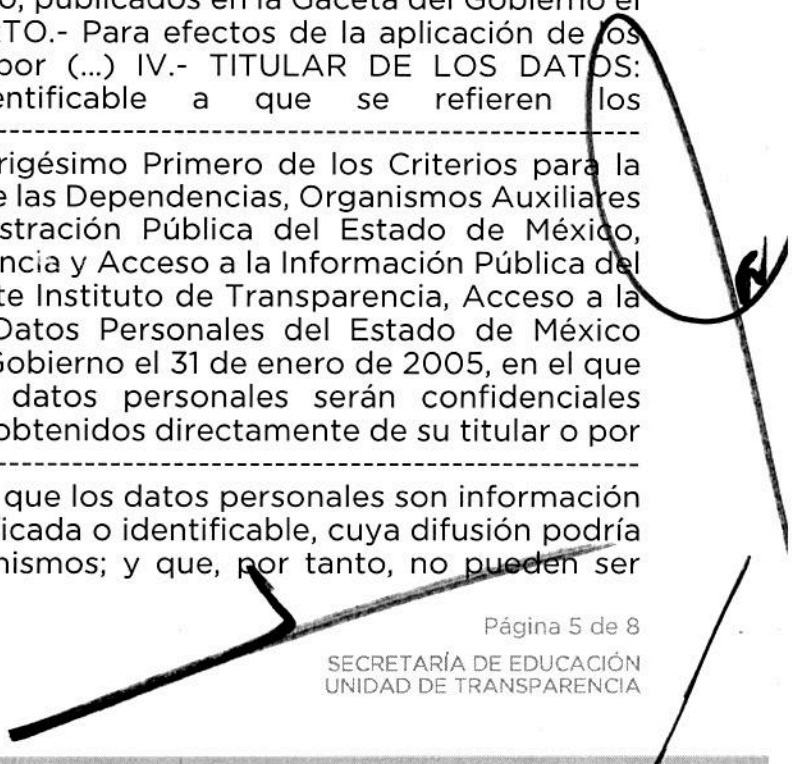 o, publicados en la Gaceta del Gobierno el
TO.- Para efectos de la aplicación de los
por (...) IV.- TITULAR DE LOS DATOS:
entificable a que se refieren los
rigésimo Primero de los Criterios para la
e las Dependencias, Organismos Auxiliares
stración Pública del Estado de México,
ncia y Acceso a la Información Pública del
te Instituto de Transparencia, Acceso a la
Datos Personales del Estado de México
Gobierno el 31 de enero de 2005, en el que
datos personales serán confidenciales
obtenidos directamente de su titular o por
que los datos personales son información
ficada o identificable, cuya difusión podría
nismos; y que, por tanto, no pueden ser
Página 5 de 8
SECRETARÍA DE EDUCACIÓN
UNIDAD DE TRANSPARENCIA